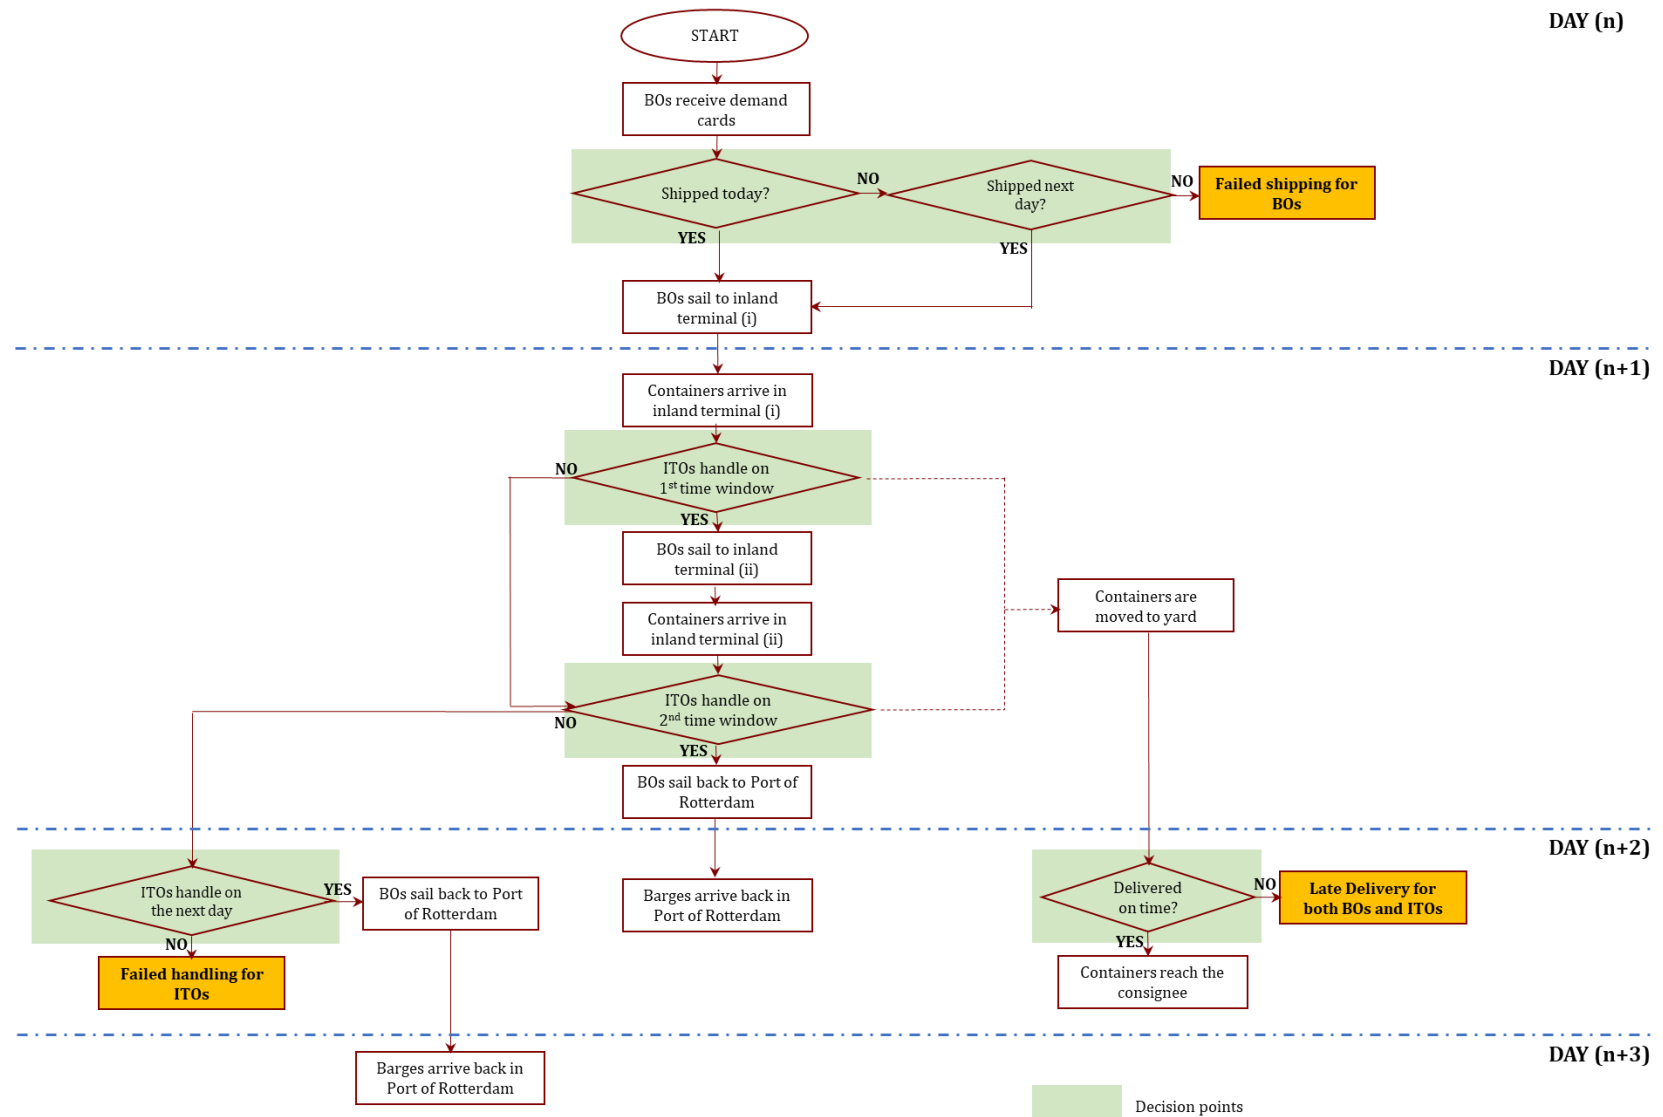 DAY (n)
START
BOs receive demand
cards
Shipped today?
NO
Shipped next
day?
NO
Failed shipping for
BOs
YES
YES
BOs sail to inland
terminal (i)
DAY (n+1)
Containers arrive in
inland terminal (i)
NO
ITOs handle on
1st time window
YES
BOs sail to inland
terminal (ii)
Containers are
moved to yard
Containers arrive in
inland terminal (ii)
ITOs handle on
2nd time window
NO
YES
BOs sail back to Port of
Rotterdam
DAY (n+2)
ITOs handle on
the next day
YES
BOs sail back to Port
of Rotterdam
Barges arrive back in
Port of Rotterdam
Delivered
on time?
NO
Late Delivery for
both BOs and ITOs
NO
YES
Failed handling for
ITOs
Containers reach the
consignee
DAY (n+3)
Barges arrive back in
Port of Rotterdam
Decision points